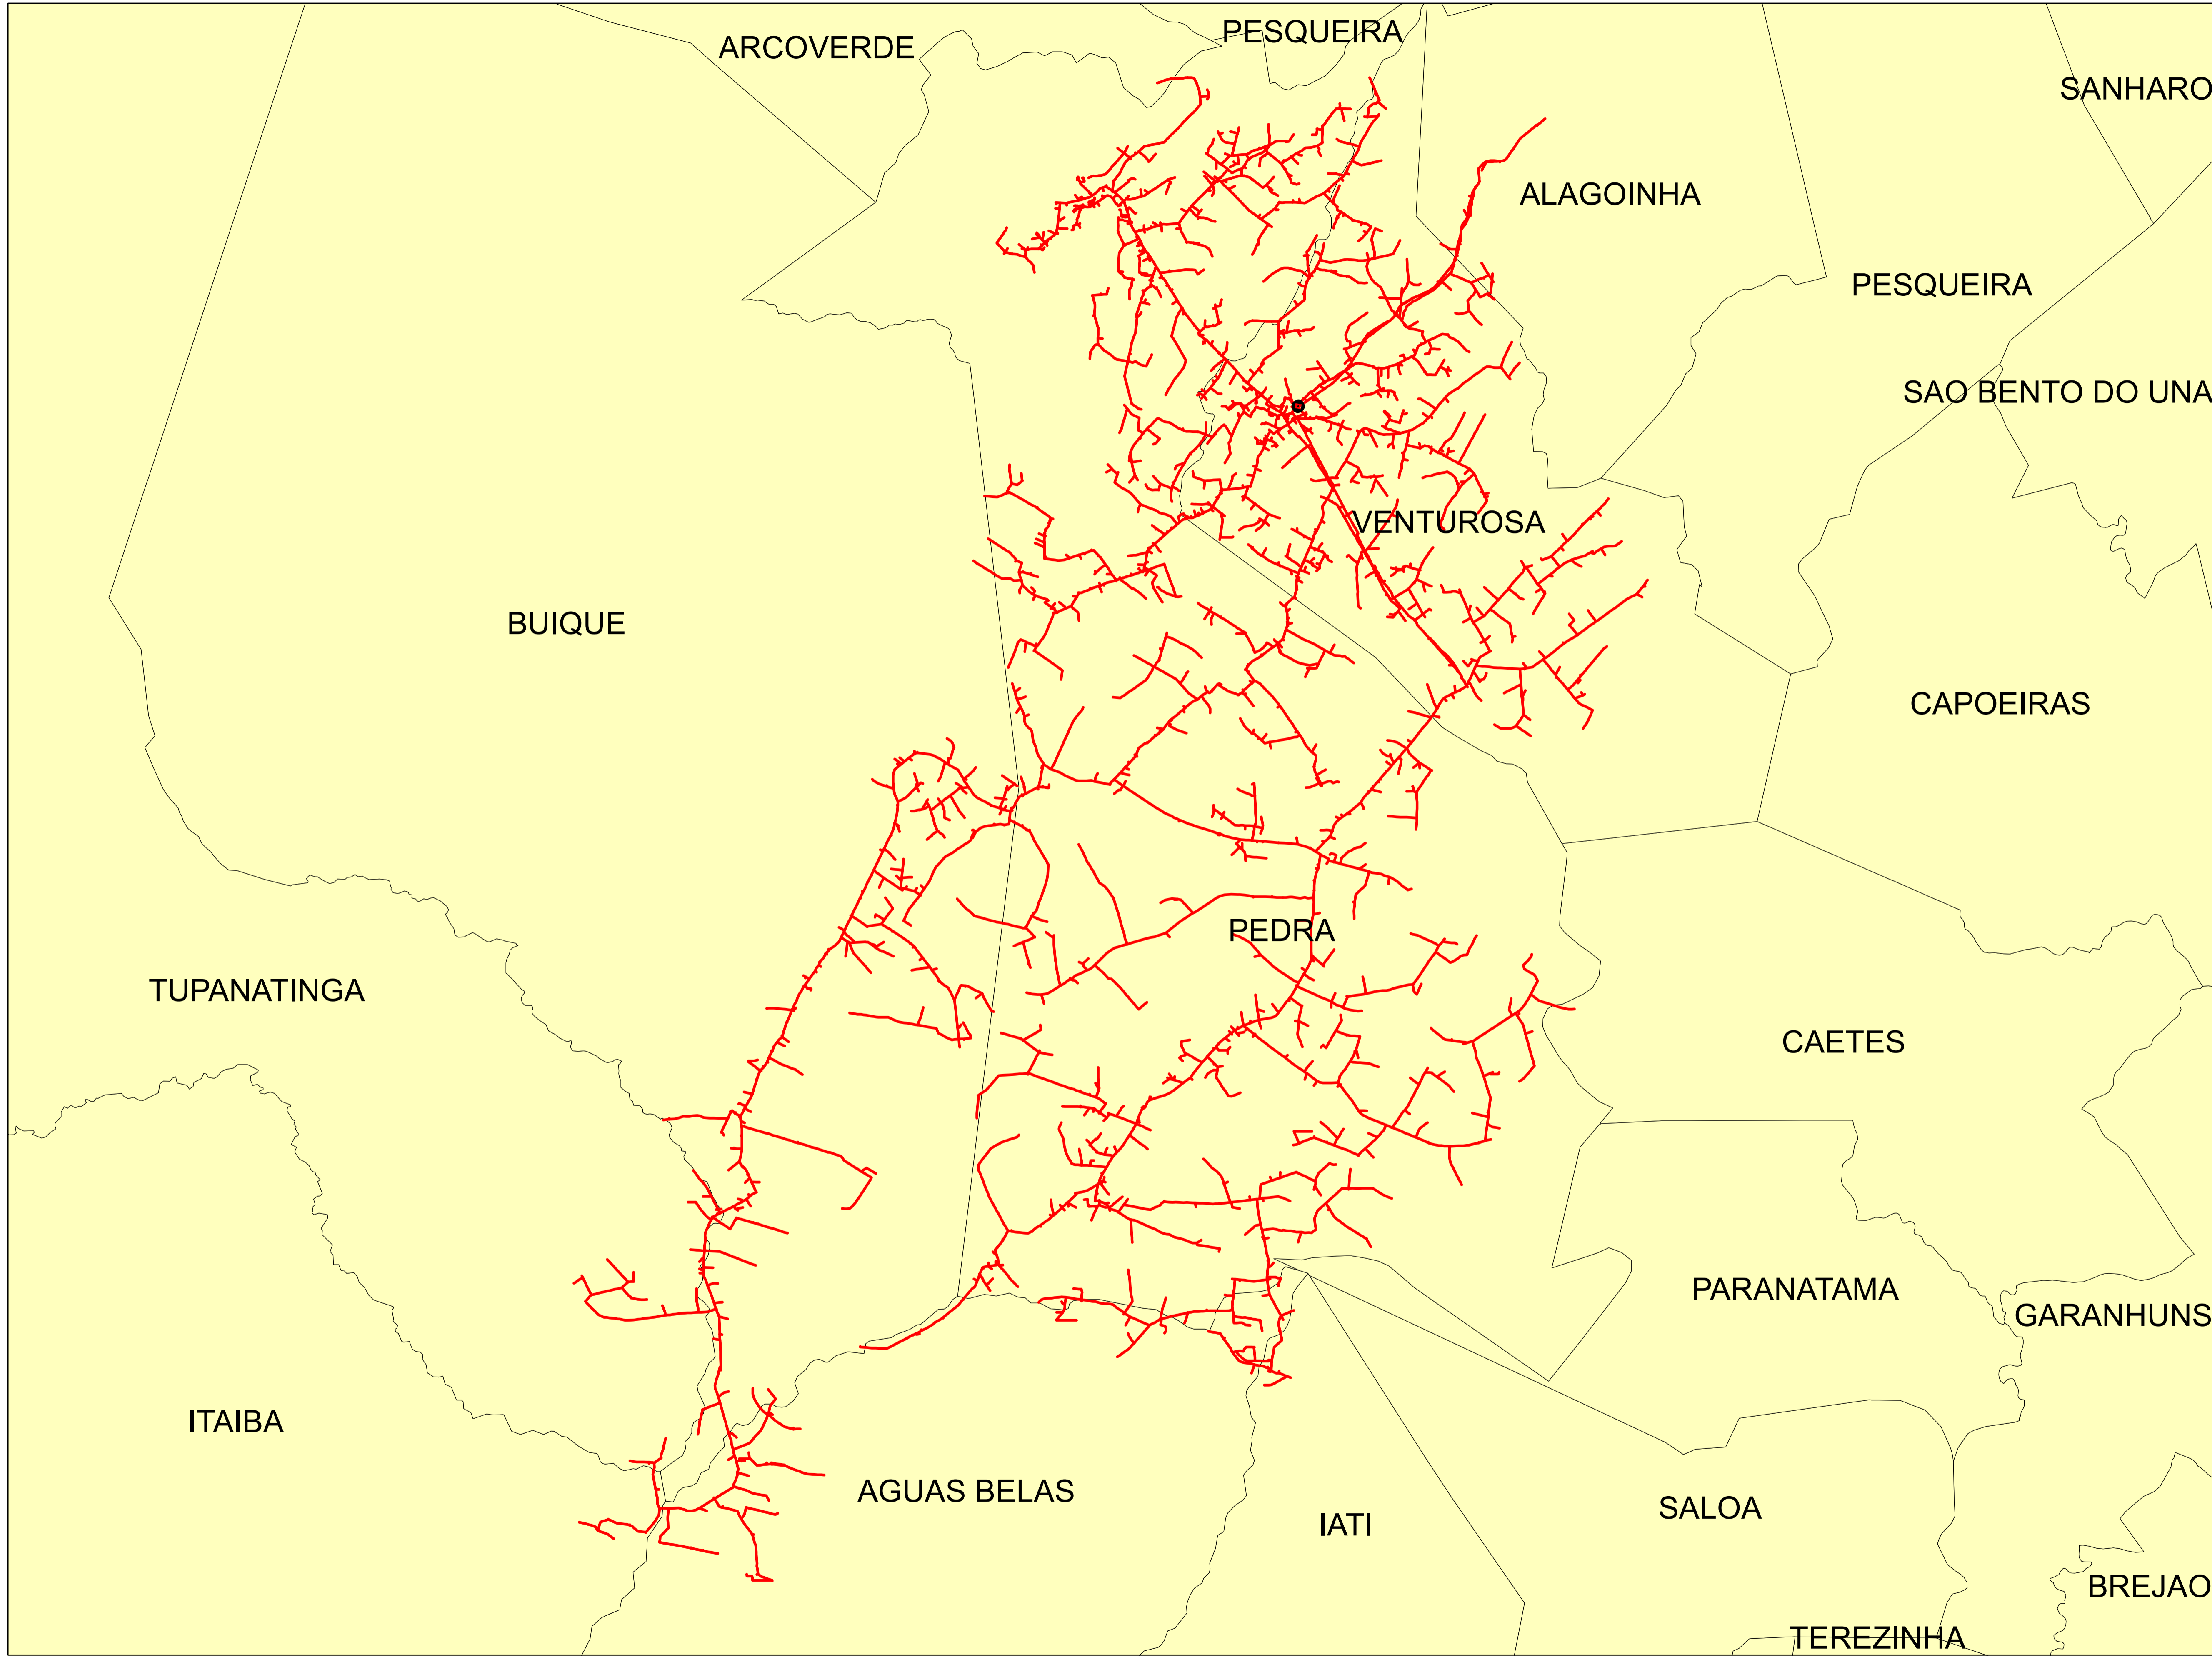 PESQUEIRA
ARCOVERDE
SANHARO
ALAGOINHA
PESQUEIRA
SAO BENTO DO UNA
VENTUROSA
BUIQUE
CAPOEIRAS
PEDRA
TUPANATINGA
CAETES
PARANATAMA
GARANHUNS
ITAIBA
AGUAS BELAS
SALOA
IATI
BREJAO
TEREZINHA